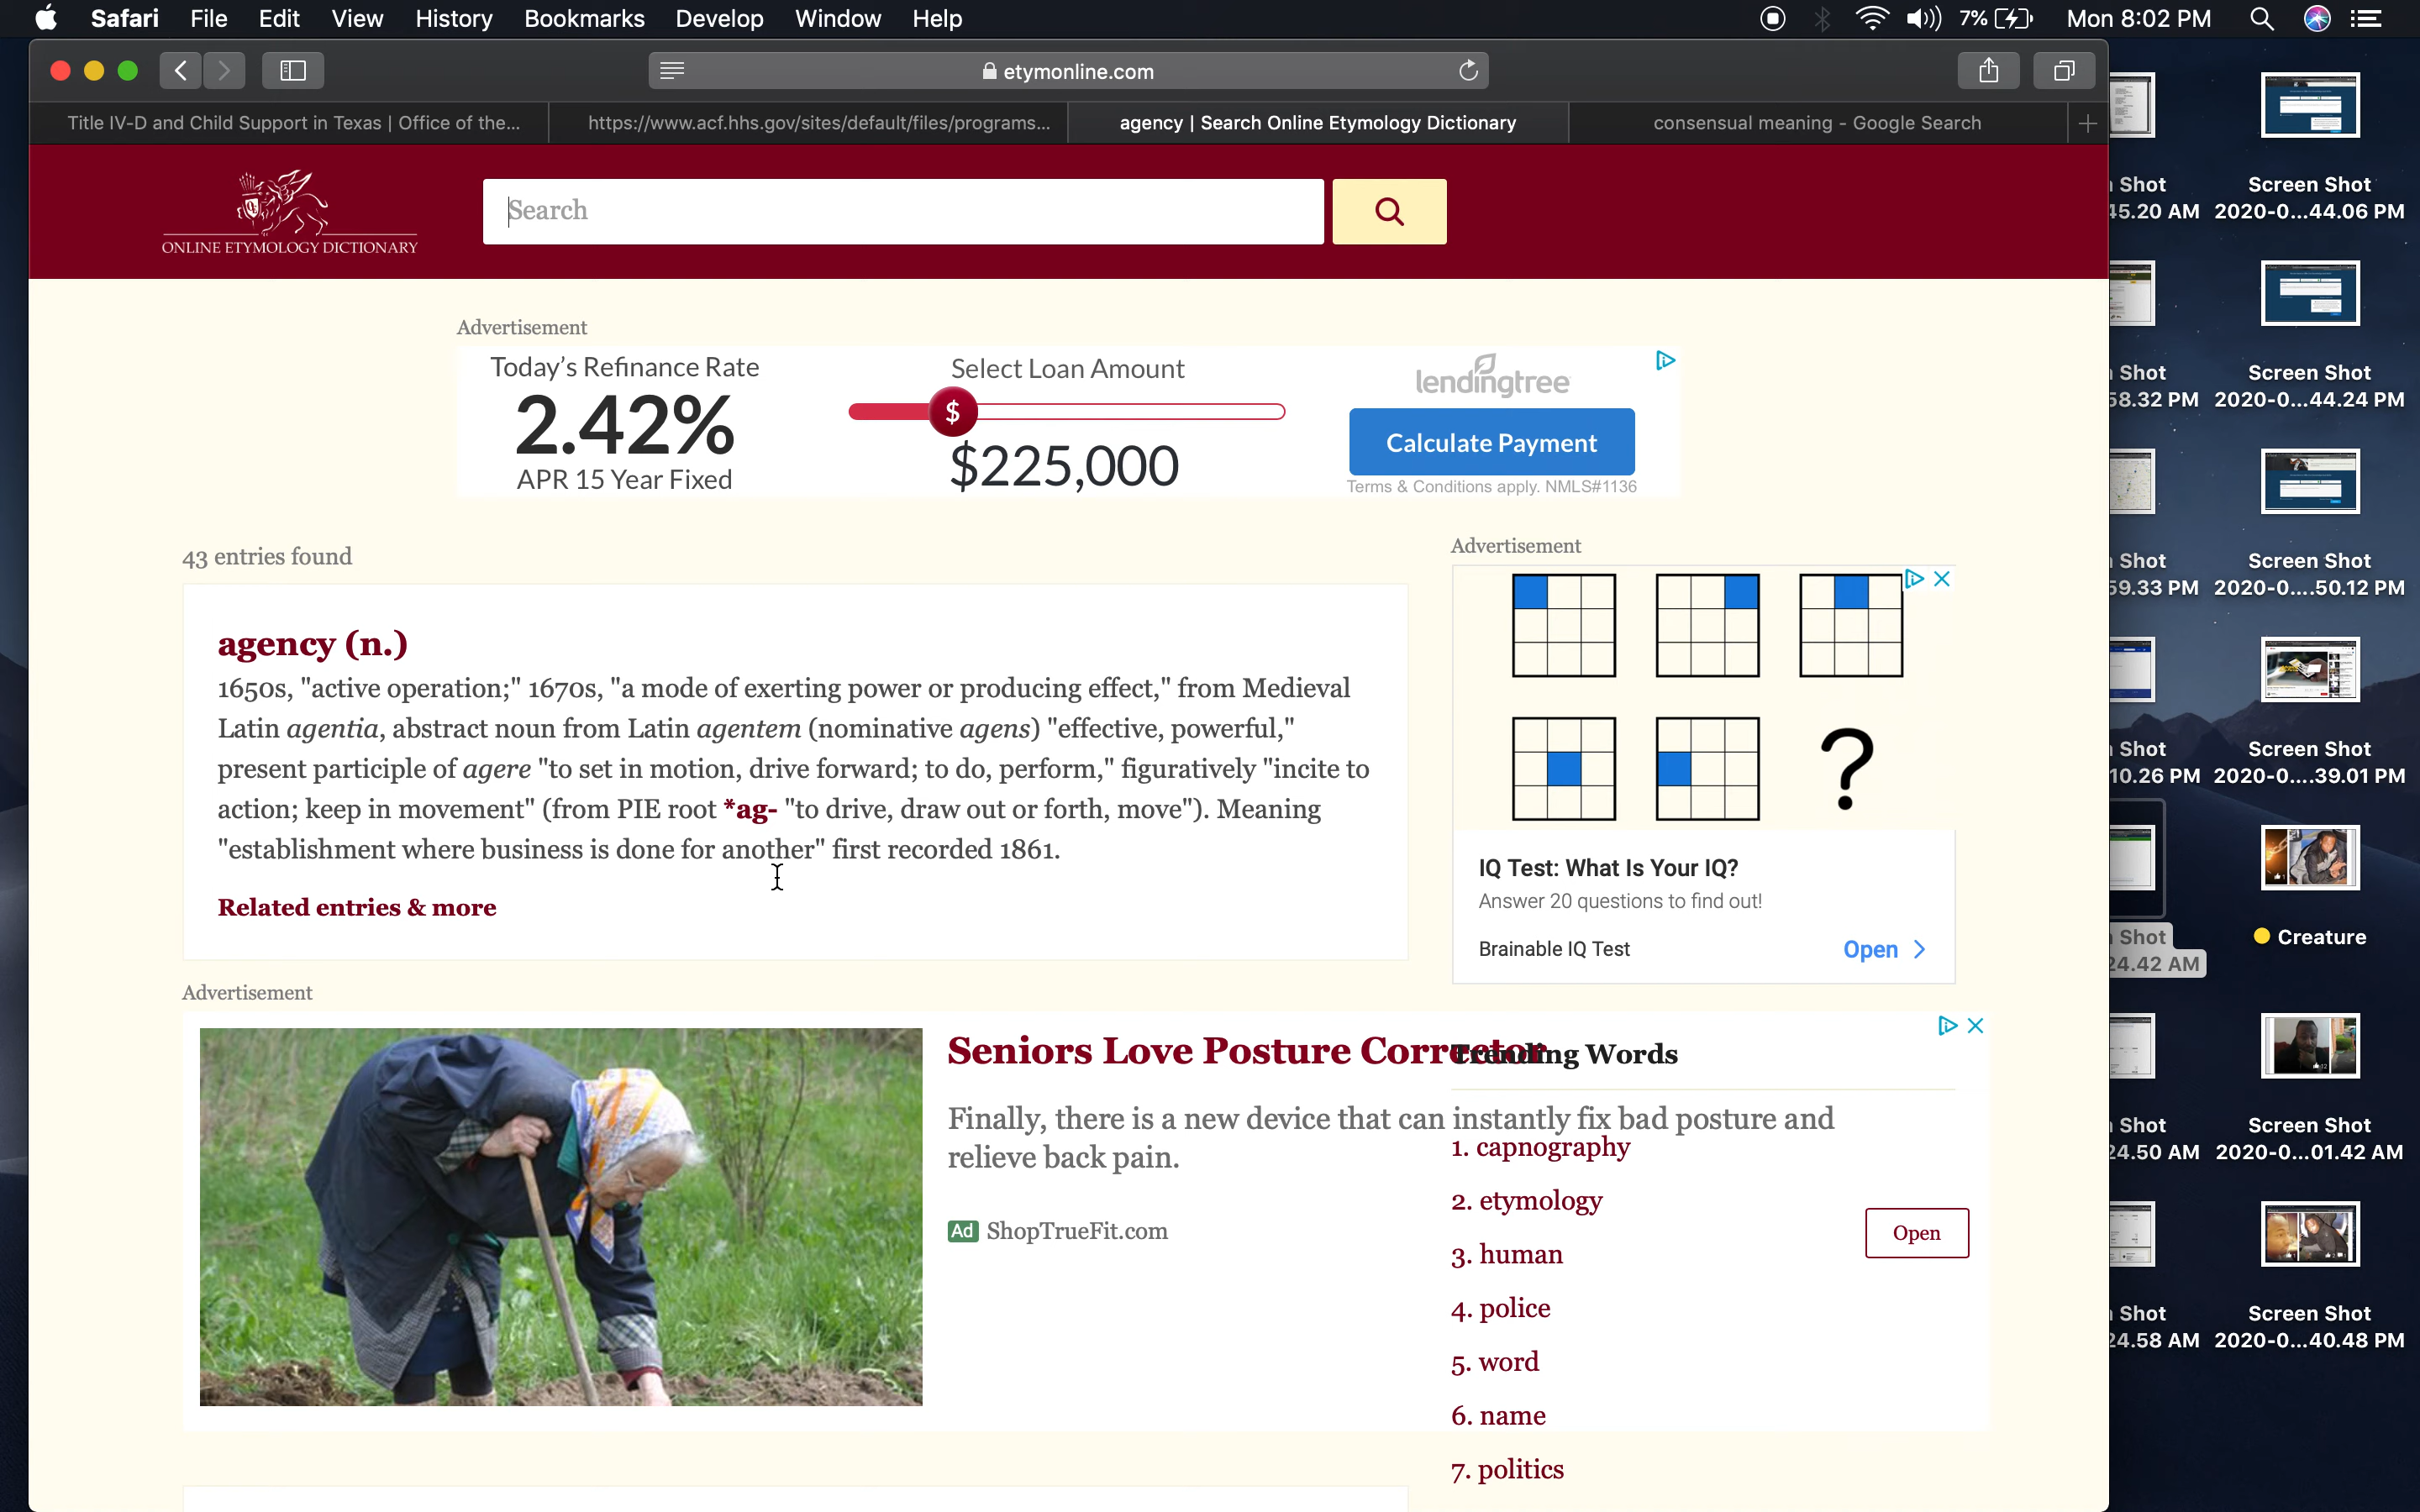 Safari File Edit View History Bookmarks Develop Window Help 7% Mon 8:02 PM
etymonline.com
Title IV-D and Child Support in Texas | Office of the... https://www.acf.hhs.gov/sites/default/files/programs... agency | Search Online Etymology Dictionary consensual meaning - Google Search
ONLINE ETYMOLOGY DICTIONARY
Search
Advertisement
Today's Refinance Rate
2.42%
APR 15 Year Fixed
Select Loan Amount
$
$225,000
lendingtree
Calculate Payment
Terms & Conditions apply. NMLS#1136
43 entries found
agency (n.)
1650s, "active operation;" 1670s, "a mode of exerting power or producing effect," from Medieval
Latin agentia, abstract noun from Latin agentem (nominative agens) "effective, powerful,"
present participle of agere "to set in motion, drive forward; to do, perform," figuratively "incite to
action; keep in movement" (from PIE root *ag- "to drive, draw out or forth, move"). Meaning
"establishment where business is done for another" first recorded 1861.
Related entries & more
Advertisement
?
IQ Test: What Is Your IQ?
Answer 20 questions to find out!
Brainable IQ Test
Open
Advertisement
Seniors Love Posture Corrector
Finally, there is a new device that can instantly fix bad posture and
relieve back pain.
Ad ShopTrueFit.com
Open
Trending Words
1. capnography
2. etymology
3. human
4. police
5. word
6. name
7. politics
Shot
45.20 AM
Screen Shot
2020-0...44.06 PM
Shot
58.32 PM
Screen Shot
2020-0...44.24 PM
Shot
59.33 PM
Screen Shot
2020-0....50.12 PM
Shot
10.26 PM
Screen Shot
2020-0....39.01 PM
Shot
24.42 AM
Creature
Shot
24.50 AM
Screen Shot
2020-0...01.42 AM
Shot
24.58 AM
Screen Shot
2020-0...40.48 PM